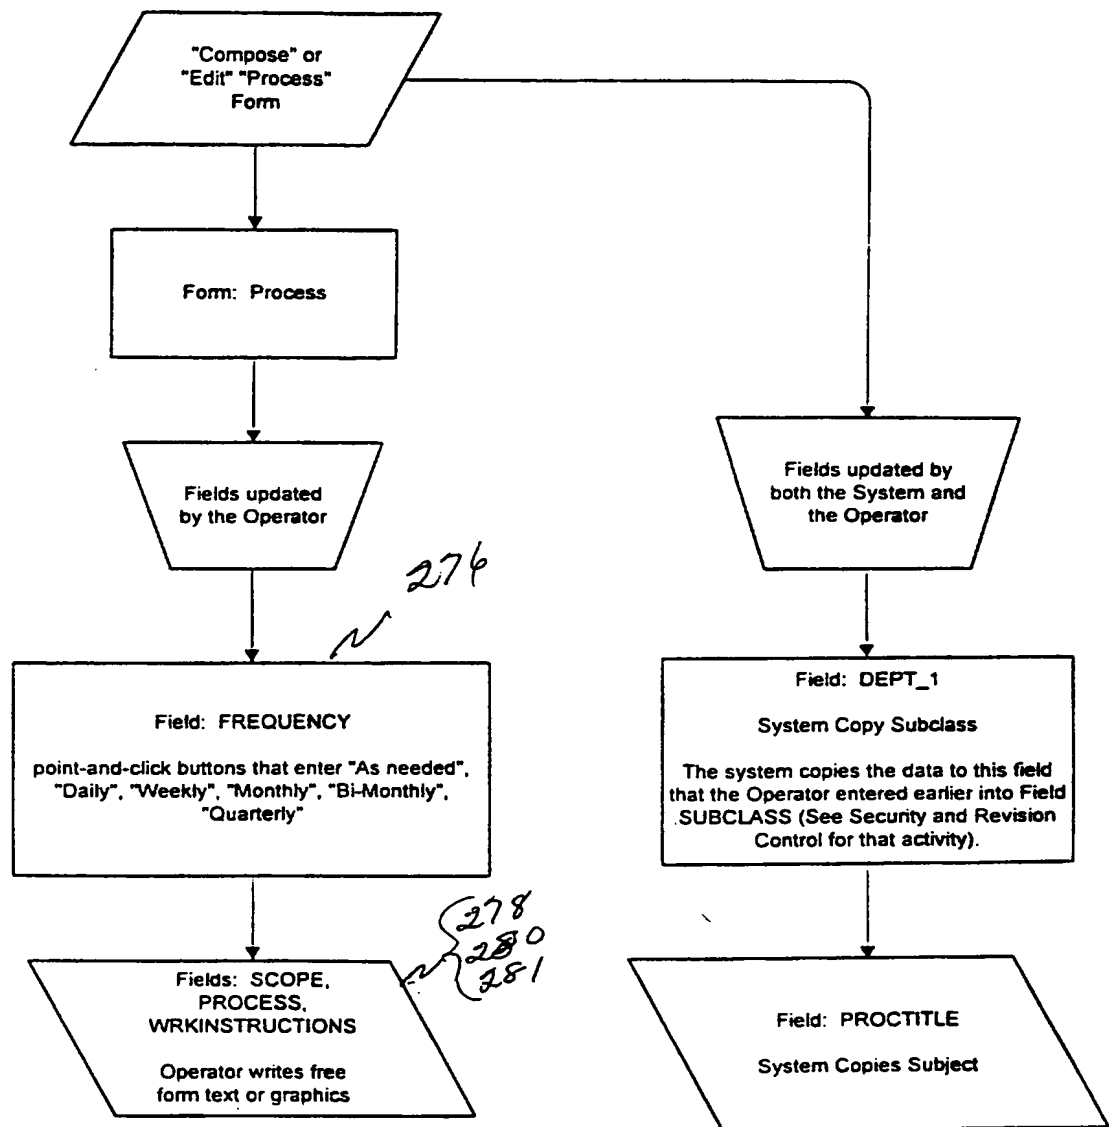 "Compose" or
"Edit" "Process"
Form
Form: Process
Fields updated
by the Operator
Fields updated by
both the System and
the Operator
276
Field: FREQUENCY
point-and-click buttons that enter "As needed",
"Daily", "Weekly", "Monthly", "Bi-Monthly",
"Quarterly"
Field: DEPT_1
System Copy Subclass
The system copies the data to this field
that the Operator entered earlier into Field
SUBCLASS (See Security and Revision
Control for that activity).
278
280
281
Fields: SCOPE,
PROCESS,
WRKINSTRUCTIONS
Operator writes free
form text or graphics
Field: PROCTITLE
System Copies Subject